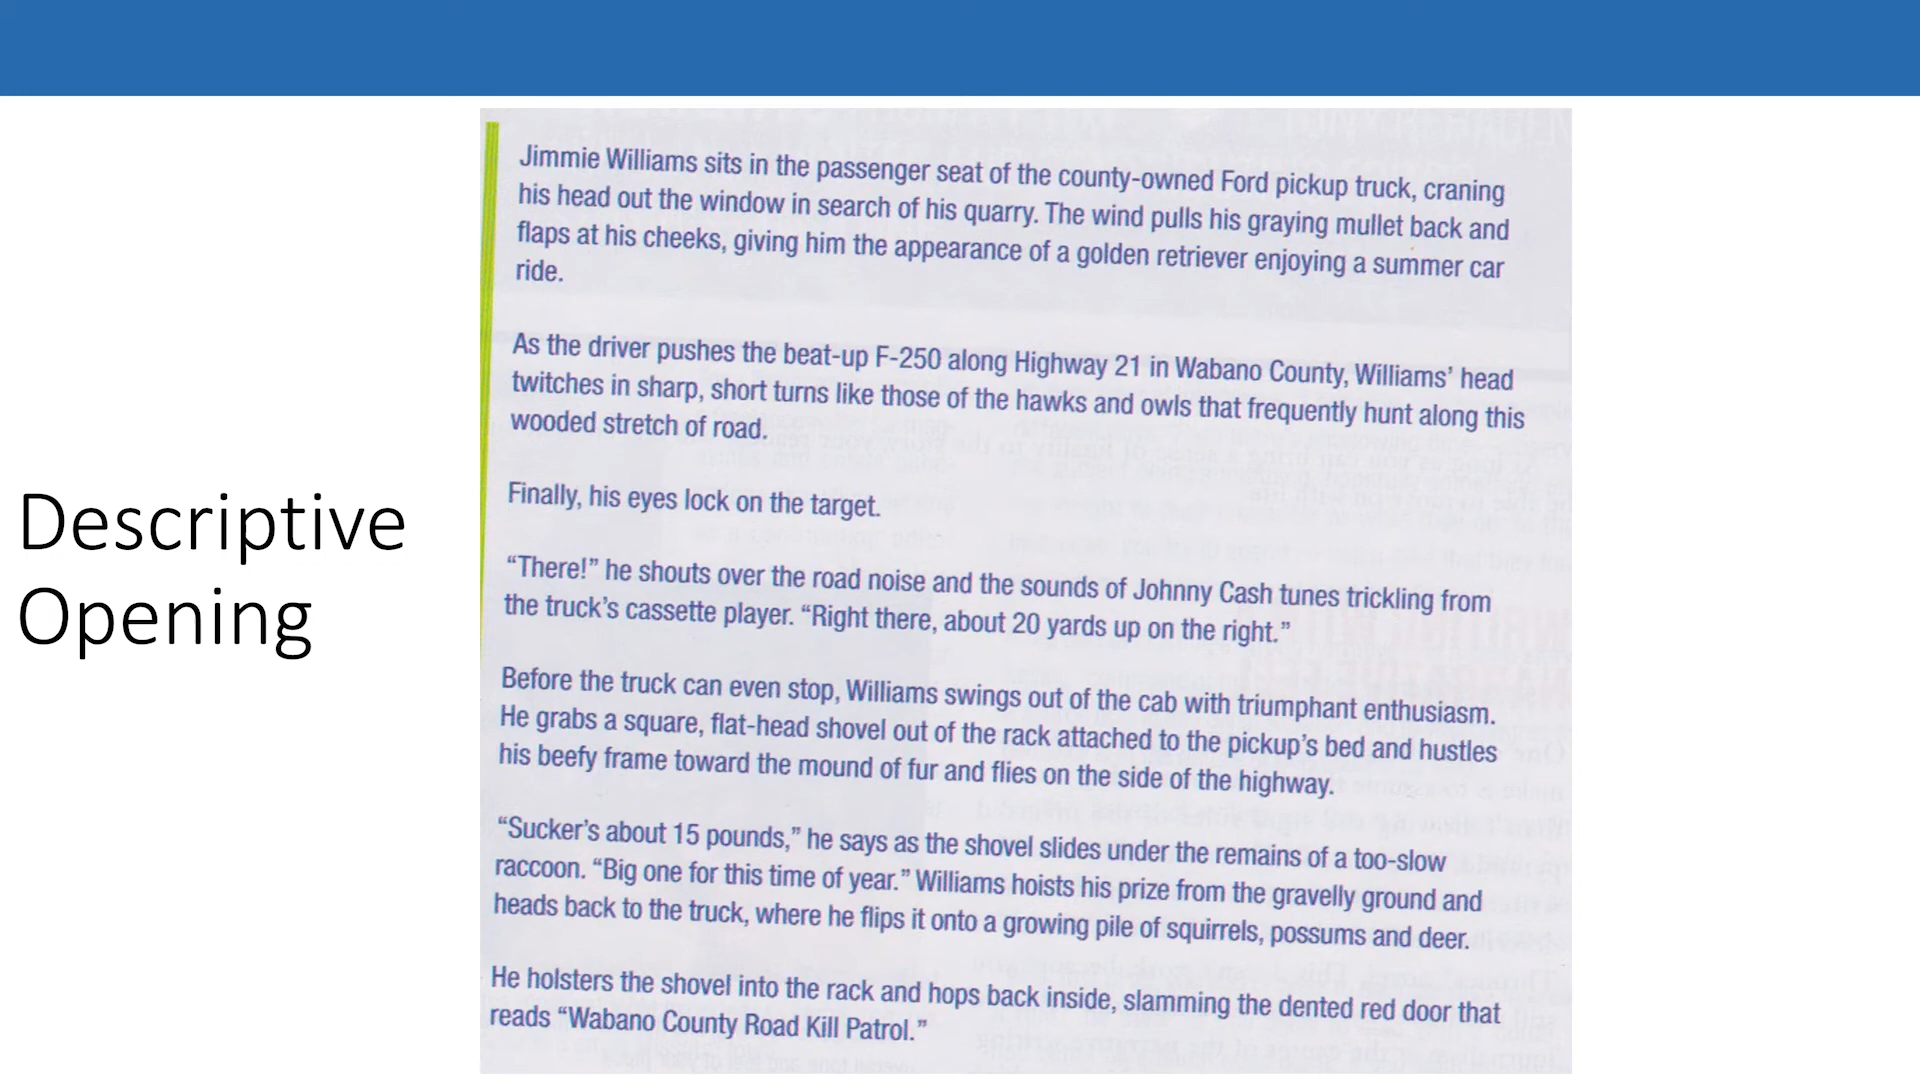 Descriptive
Opening
Jimmie Williams sits in the passenger seat of the county-owned Ford pickup truck, craning
his head out the window in search of his quarry. The wind pulls his graying mullet back and
flaps at his cheeks, giving him the appearance of a golden retriever enjoying a summer car
ride.
As the driver pushes the beat-up F-250 along Highway 21 in Wabano County, Williams’ head
twitches in sharp, short turns like those of the hawks and owls that frequently hunt along this
wooded stretch of road.
Finally, his eyes lock on the target.
“There!” he shouts over the road noise and the sounds of Johnny Cash tunes trickling from
the truck’s cassette player. “Right there, about 20 yards up on the right.”
Before the truck can even stop, Williams swings out of the cab with triumphant enthusiasm.
He grabs a square, flat-head shovel out of the rack attached to the pickup’s bed and hustles
his beefy frame toward the mound of fur and flies on the side of the highway.
“Sucker’s about 15 pounds,” he says as the shovel slides under the remains of a too-slow
raccoon. “Big one for this time of year.” Williams hoists his prize from the gravelly ground and
heads back to the truck, where he flips it onto a growing pile of squirrels, possums and deer.
He holsters the shovel into the rack and hops back inside, slamming the dented red door that
reads “Wabano County Road Kill Patrol.”